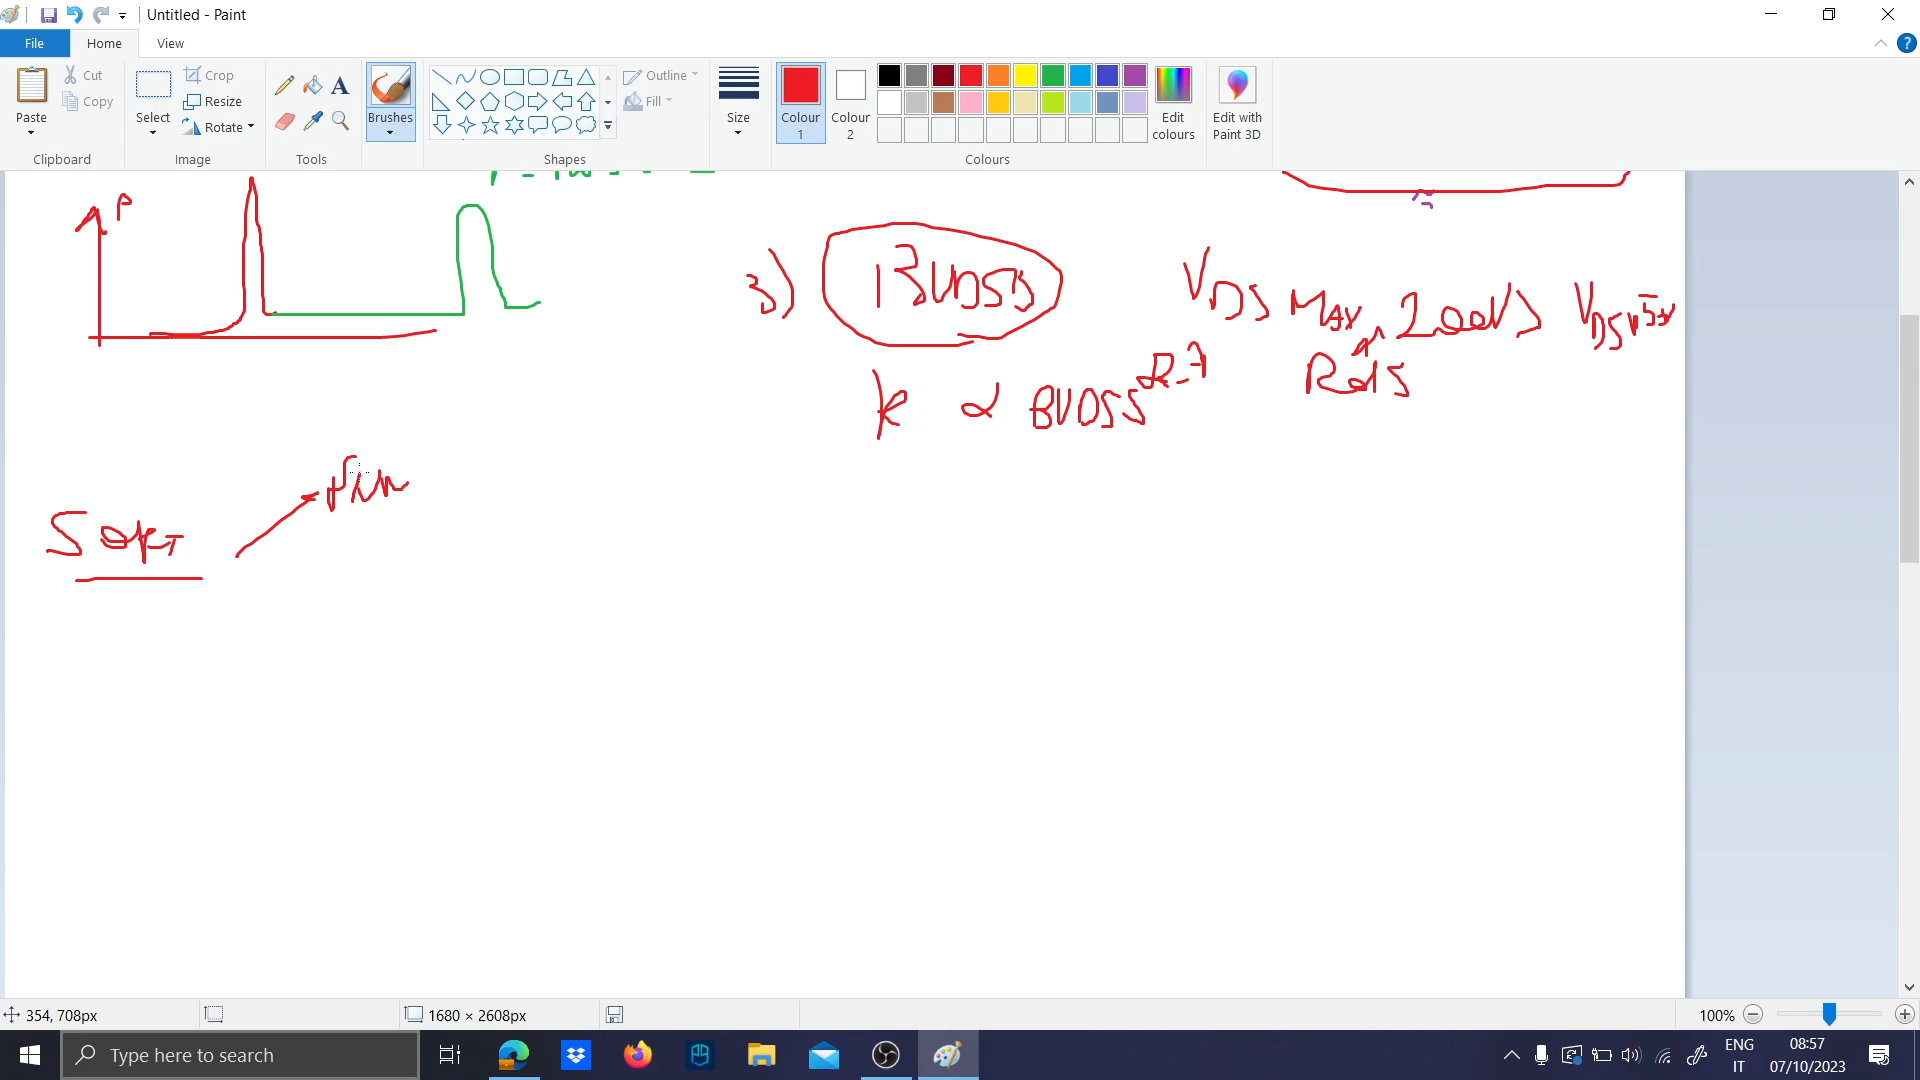 Untitled - Paint
File Home View
Paste
Cut
Copy
Clipboard
Select
Crop
Resize
Rotate
Image
Tools
Brushes
Shapes
Outline
Fill
Size
Colour 1
Colour 2
Colours
Edit colours
Edit with Paint 3D
P
3) BVDSS VDS MAX 200V VDS
k ∝ BVDSS Rds
354, 708px
1680 × 2608px
100%
Type here to search
ENG
IT
08:57
07/10/2023